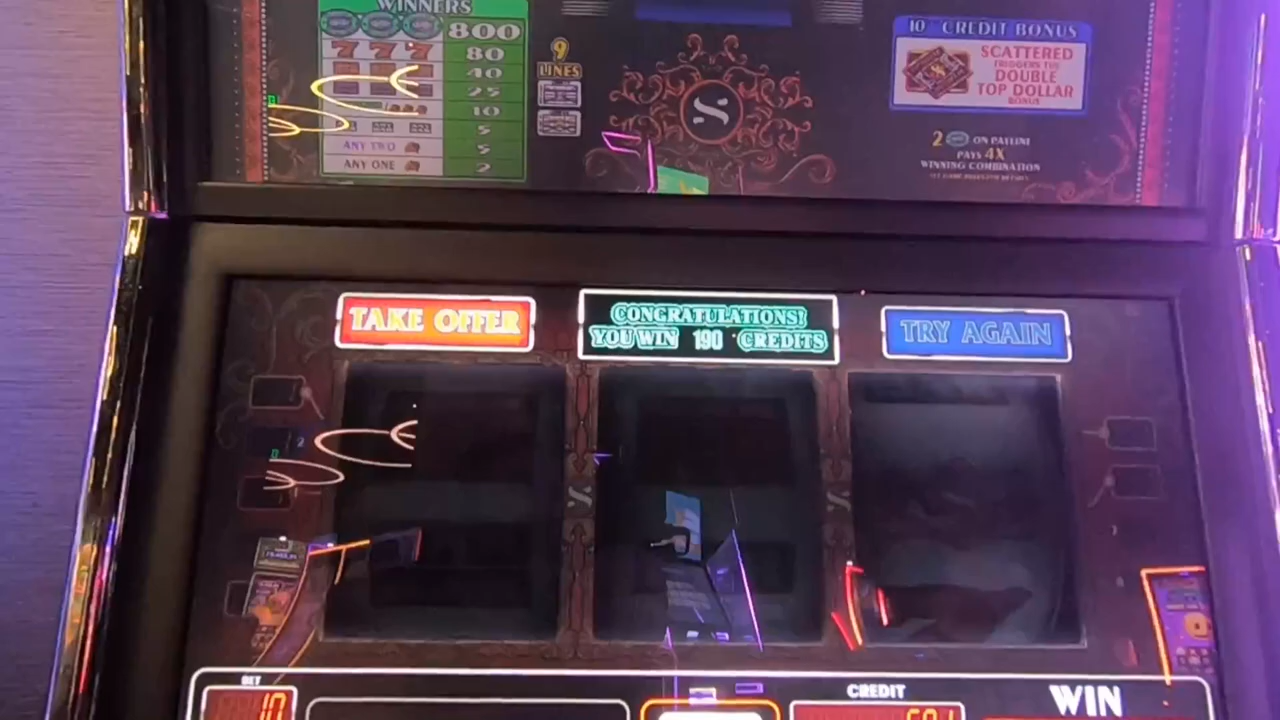 WINNERS
800
80
40
25
10
5
ANY TWO 5
ANY ONE 2
9
LINES
10 CREDIT BONUS
SCATTERED
TRIGGERS THE
DOUBLE
TOP DOLLAR
BONUS
2 ON PAYLINE
PAYS 4X
WINNING COMBINATION
TAKE OFFER
CONGRATULATIONS!
YOU WIN 190 CREDITS
TRY AGAIN
BET
10
CREDIT
WIN